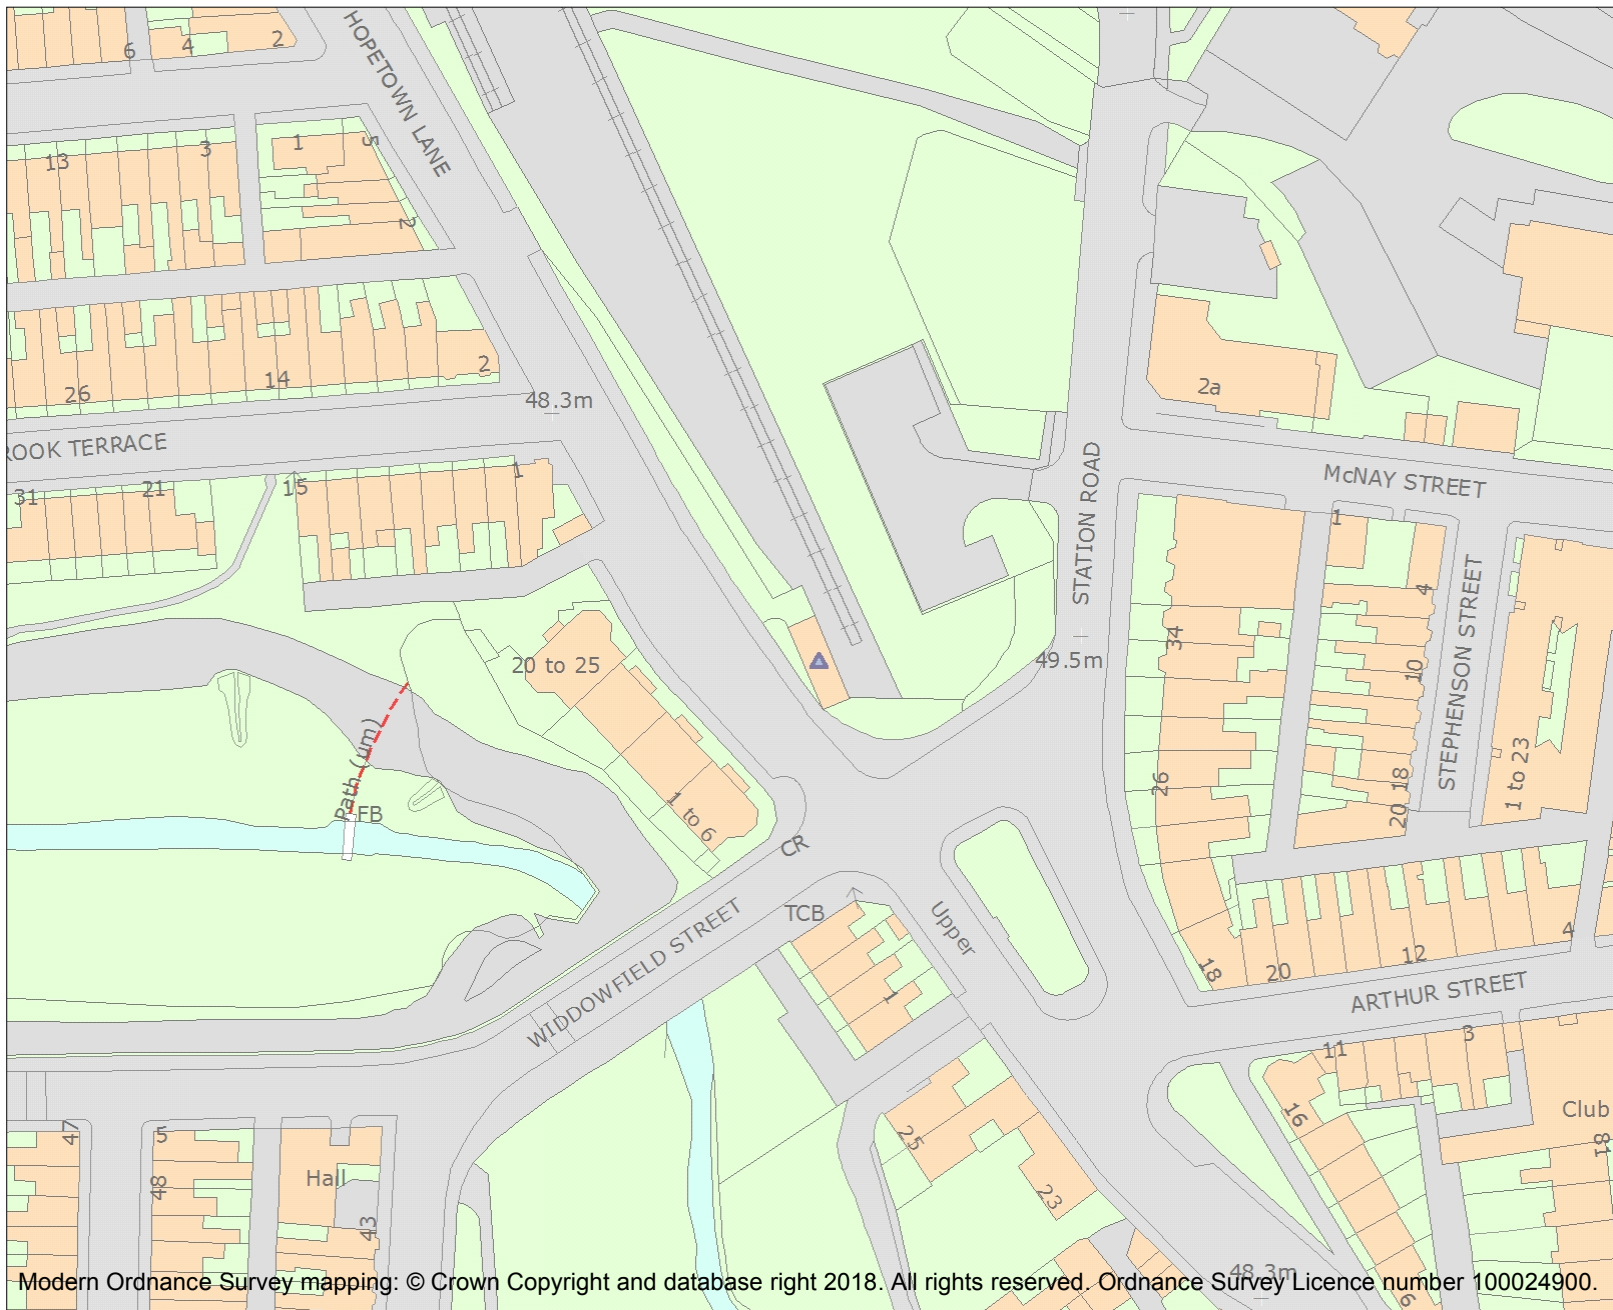 6
4
2
HOPETOWN LANE
13
3
1
5
2
26
14
2
48.3m
2a
ROOK TERRACE
31
21
15
1
McNAY STREET
STATION ROAD
1
4
STEPHENSON STREET
34
10
20 to 25
49.5m
Path (um)
FB
26
18
20
1 to 23
1 to 6
CR
TCB
Upper
WIDDOWFIELD STREET
1
18
20
12
4
ARTHUR STREET
11
3
16
Club
81
47
5
48
Hall
43
25
23
48.3m
6
Modern Ordnance Survey mapping: © Crown Copyright and database right 2018. All rights reserved. Ordnance Survey Licence number 100024900.